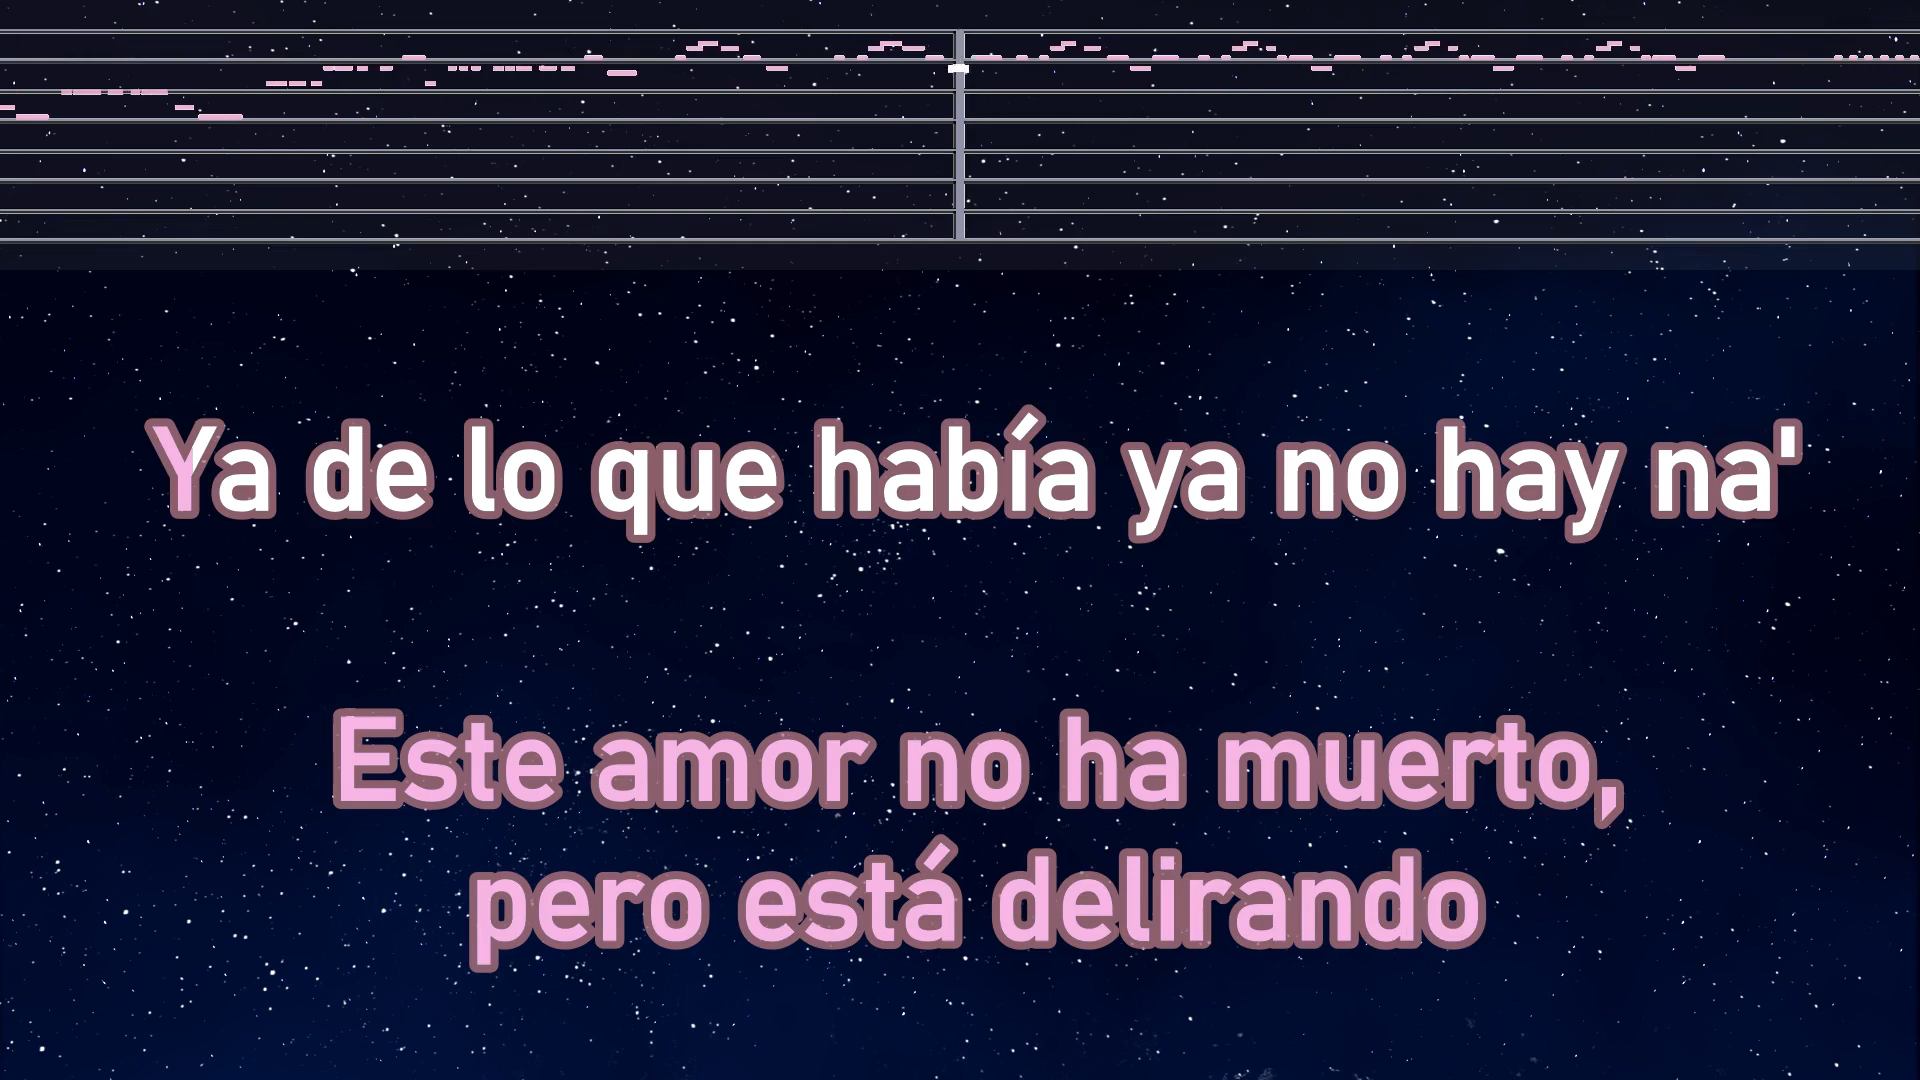 Ya de lo que había ya no hay na'
Este amor no ha muerto,
pero está delirando